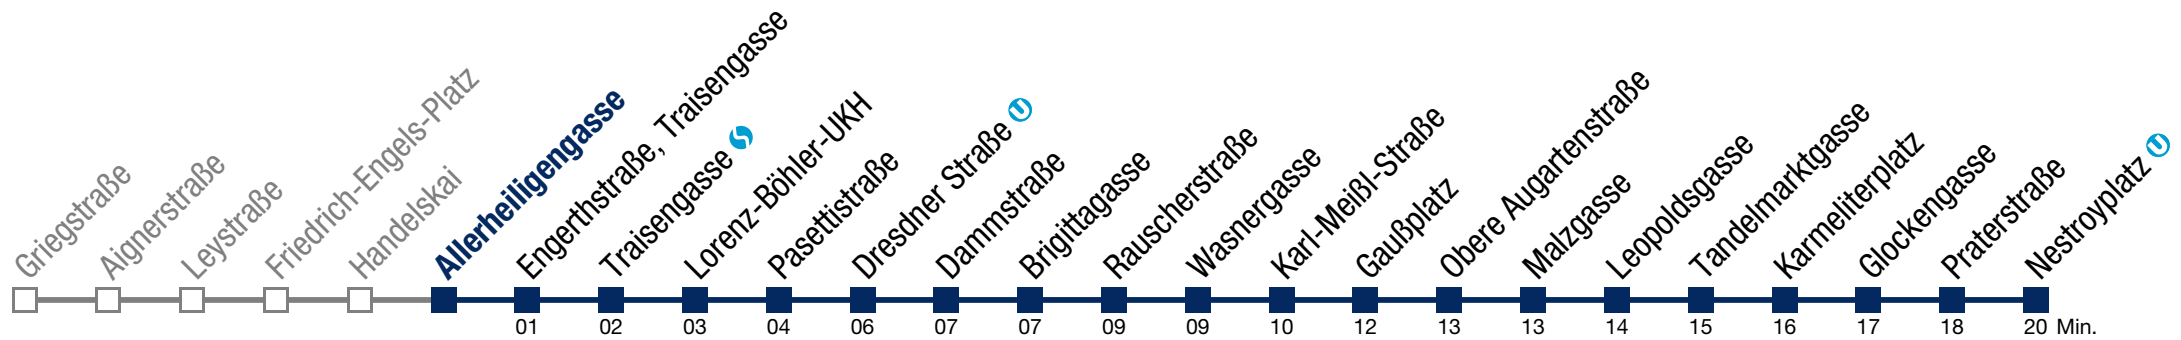 Griegstraße
Aignerstraße
Leystraße
Friedrich-Engels-Platz
Handelskai
Allerheiligengasse
Engerthstraße, Traisengasse
Traisengasse
Lorenz-Böhler-UKH
Pasettistraße
Dresdner Straße U
Dammstraße
Brigittagasse
Rauscherstraße
Wasnergasse
Karl-Meißl-Straße
Gaußplatz
Obere Augartenstraße
Malzgasse
Leopoldsgasse
Tandelmarktgasse
Karmeliterplatz
Glockengasse
Praterstraße
Nestroyplatz U
01 02 03 04 06 07 07 09 09 10 12 13 13 14 15 16 17 18 20 Min.